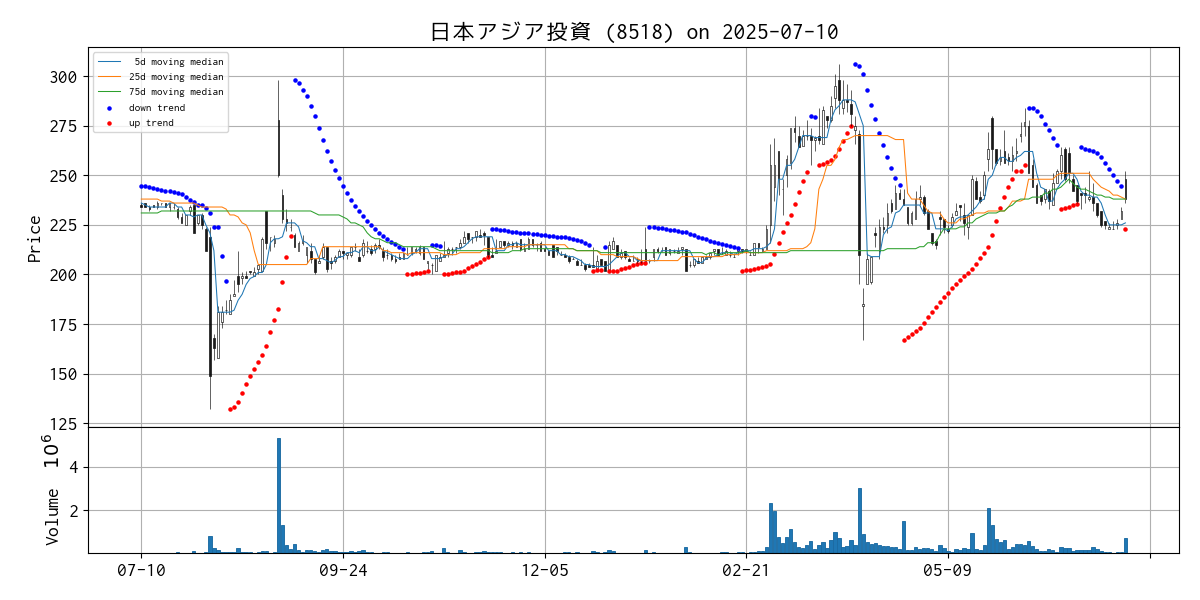 日本アジア投資 (8518) on 2025-07-10
5d moving median
25d moving median
75d moving median
down trend
up trend
Price
300
275
250
225
200
175
150
125
Volume 10^6
4
2
07-10 09-24 12-05 02-21 05-09